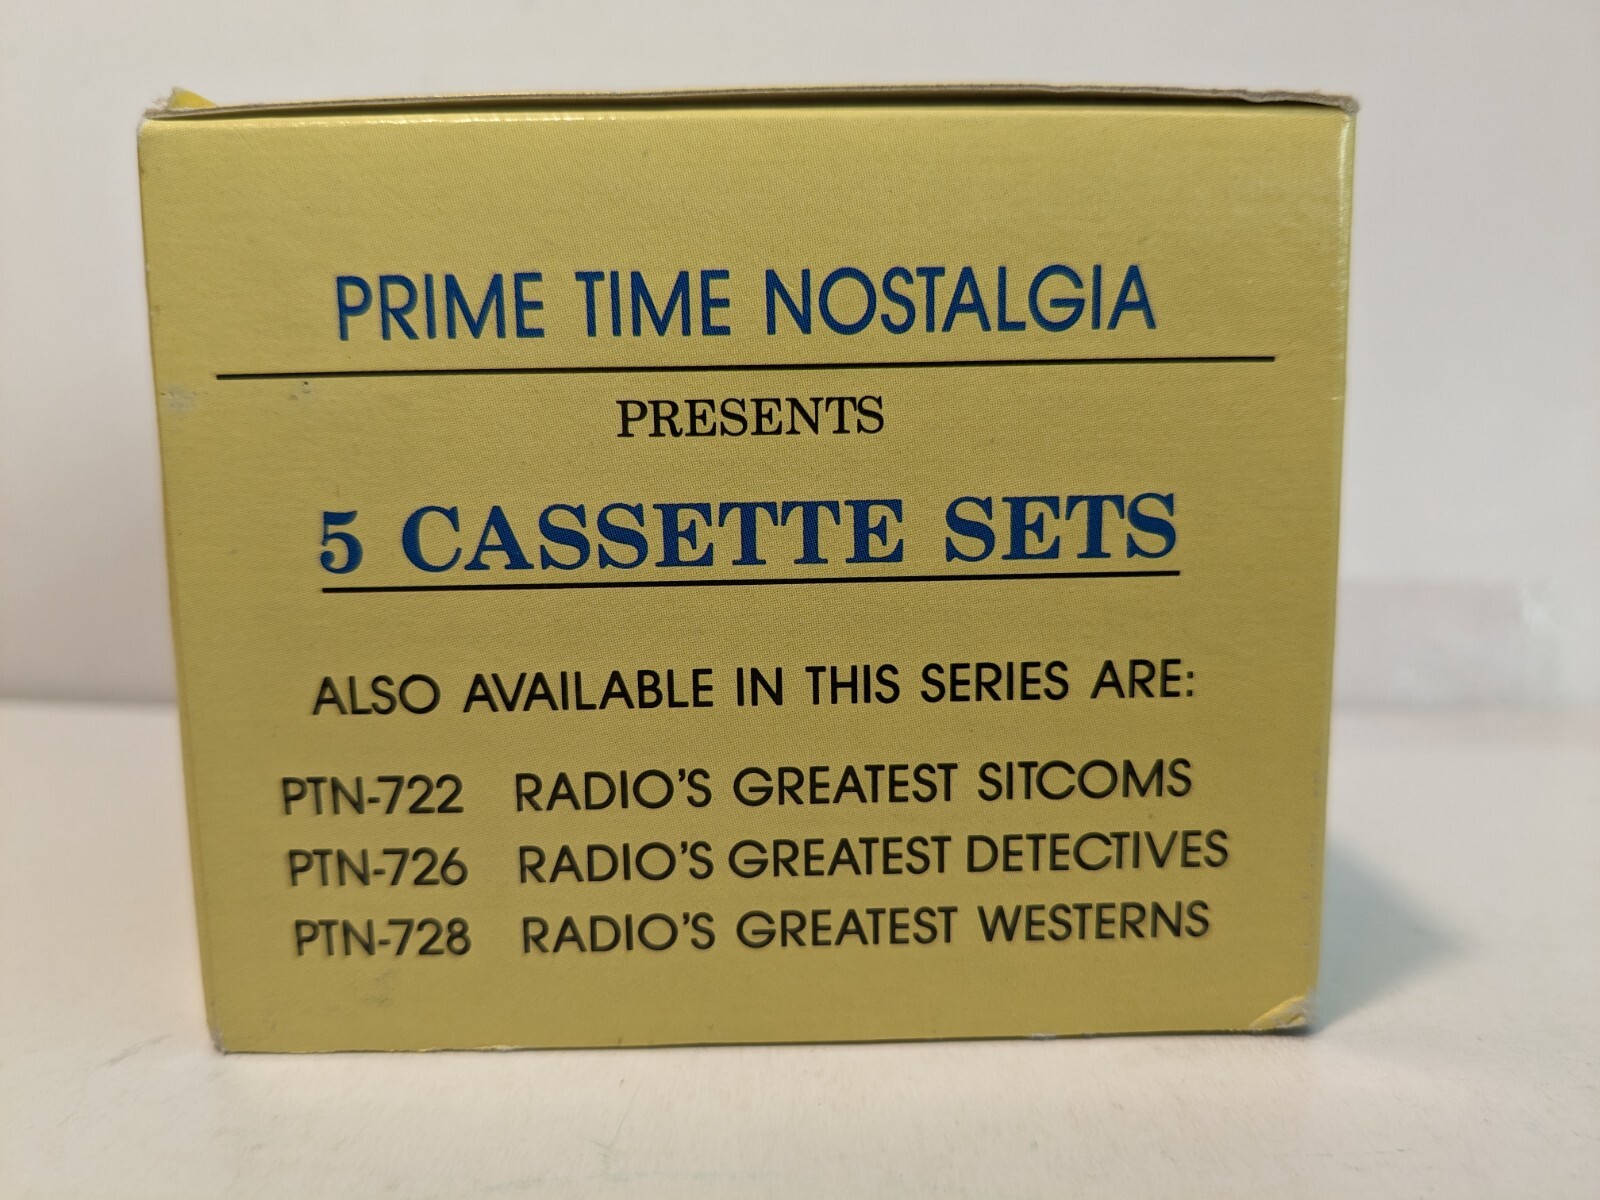 PRIME TIME NOSTALGIA
PRESENTS
5 CASSETTE SETS
ALSO AVAILABLE IN THIS SERIES ARE:
PTN-722 RADIO'S GREATEST SITCOMS
PTN-726 RADIO'S GREATEST DETECTIVES
PTN-728 RADIO'S GREATEST WESTERNS